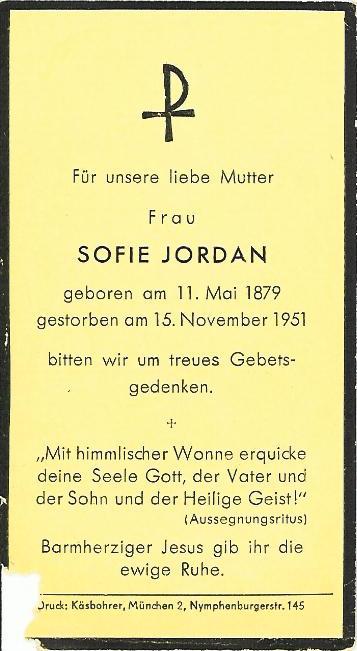 Für unsere liebe Mutter
Frau
SOFIE JORDAN
geboren am 11. Mai 1879
gestorben am 15. November 1951
bitten wir um treues Gebets-
gedenken.
„Mit himmlischer Wonne erquicke
deine Seele Gott, der Vater und
der Sohn und der Heilige Geist!"
(Aussegnungsritus)
Barmherziger Jesus gib ihr die
ewige Ruhe.
Druck: Käsbohrer, München 2, Nymphenburgerstr. 145